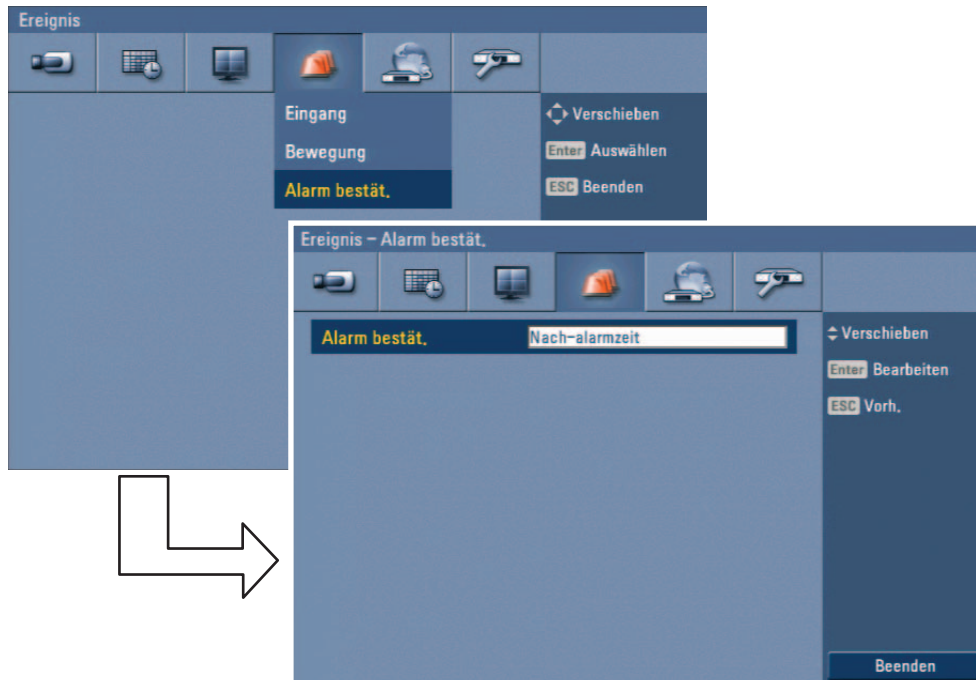 Ereignis
Eingang
Bewegung
Alarm bestät.
Verschieben
Enter Auswählen
ESC Beenden
Ereignis - Alarm bestät.
Alarm bestät. Nach-alarmzeit
Verschieben
Enter Bearbeiten
ESC Vorh.
Beenden